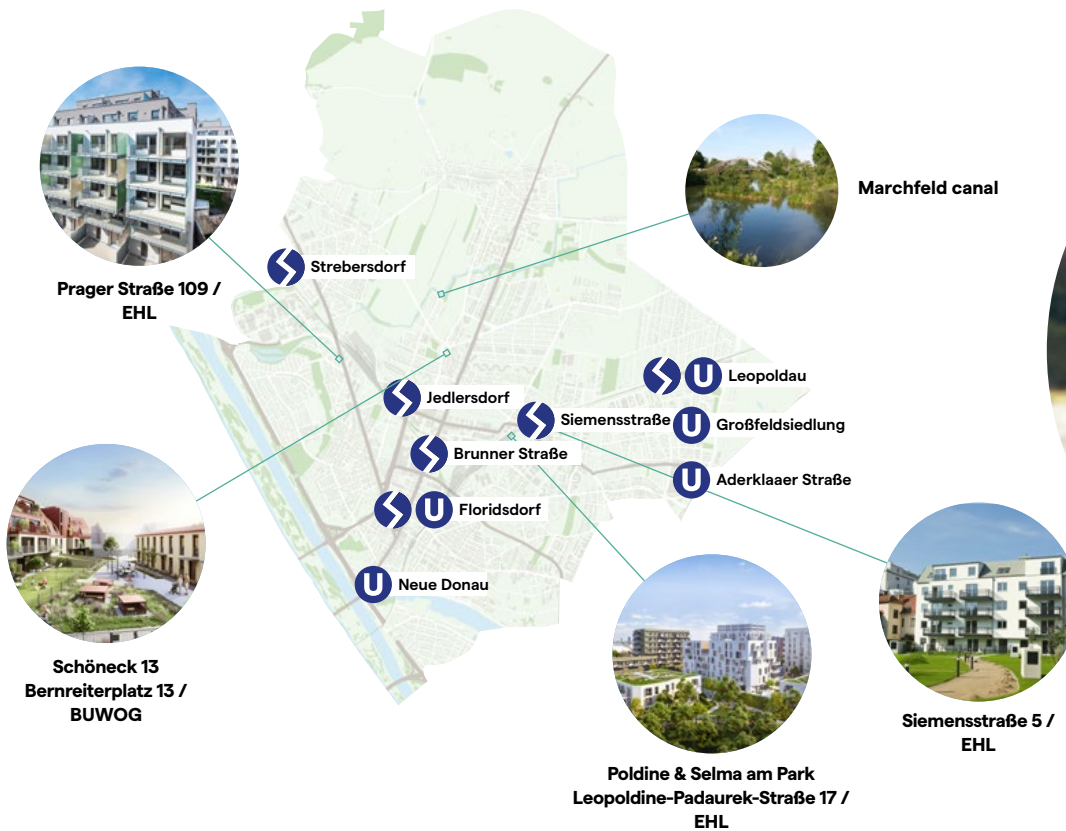 Marchfeld canal
Strebersdorf
Prager Straße 109 /
EHL
U
Leopoldau
Jedlersdorf
Siemensstraße
U
Großfeldsiedlung
Brunner Straße
U
Aderklaaer Straße
U
Floridsdorf
U
Neue Donau
Schöneck 13
Bernreiterplatz 13 /
BUWOG
Siemensstraße 5 /
EHL
Poldine & Selma am Park
Leopoldine-Padaurek-Straße 17 /
EHL